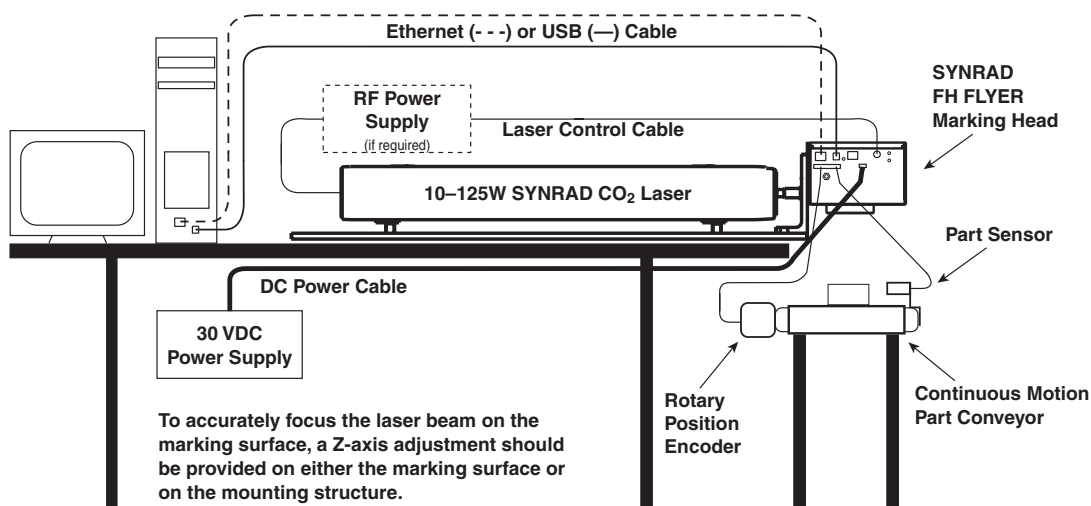 Ethernet (- - -) or USB (—) Cable
SYNRAD
FH FLYER
Marking Head
RF Power
Supply
(if required)
Laser Control Cable
10–125W SYNRAD CO₂ Laser
Part Sensor
DC Power Cable
30 VDC
Power Supply
Rotary
Position
Encoder
Continuous Motion
Part Conveyor
To accurately focus the laser beam on the
marking surface, a Z-axis adjustment should
be provided on either the marking surface or
on the mounting structure.